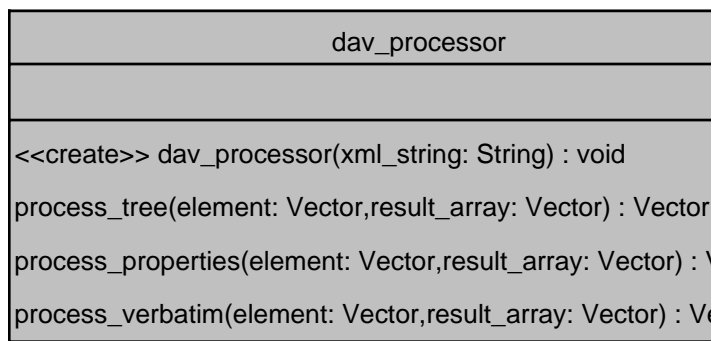 dav_processor
<<create>> dav_processor(xml_string: String) : void
process_tree(element: Vector,result_array: Vector) : Vector
process_properties(element: Vector,result_array: Vector) :
process_verbatim(element: Vector,result_array: Vector) :